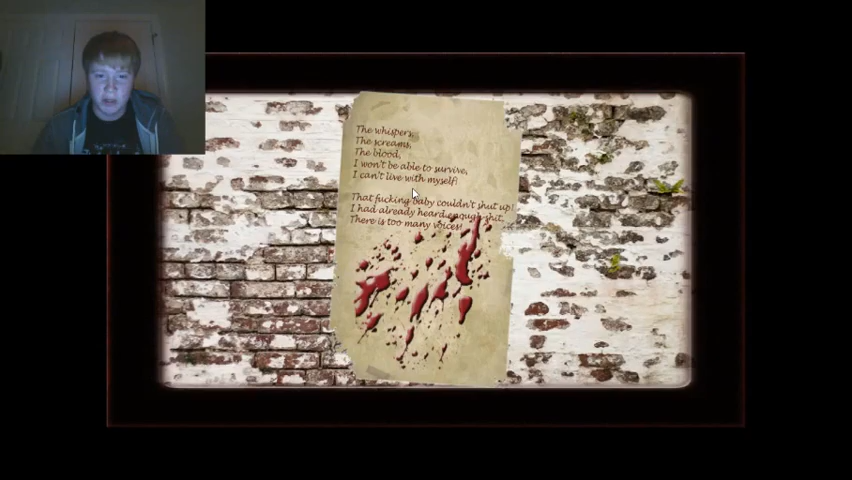 The whispers,
The screams,
The blood,
I won't be able to survive,
I can't live with myself!
That fucking baby couldn't shut up!
I had already heard enough shit,
There is too many voices!